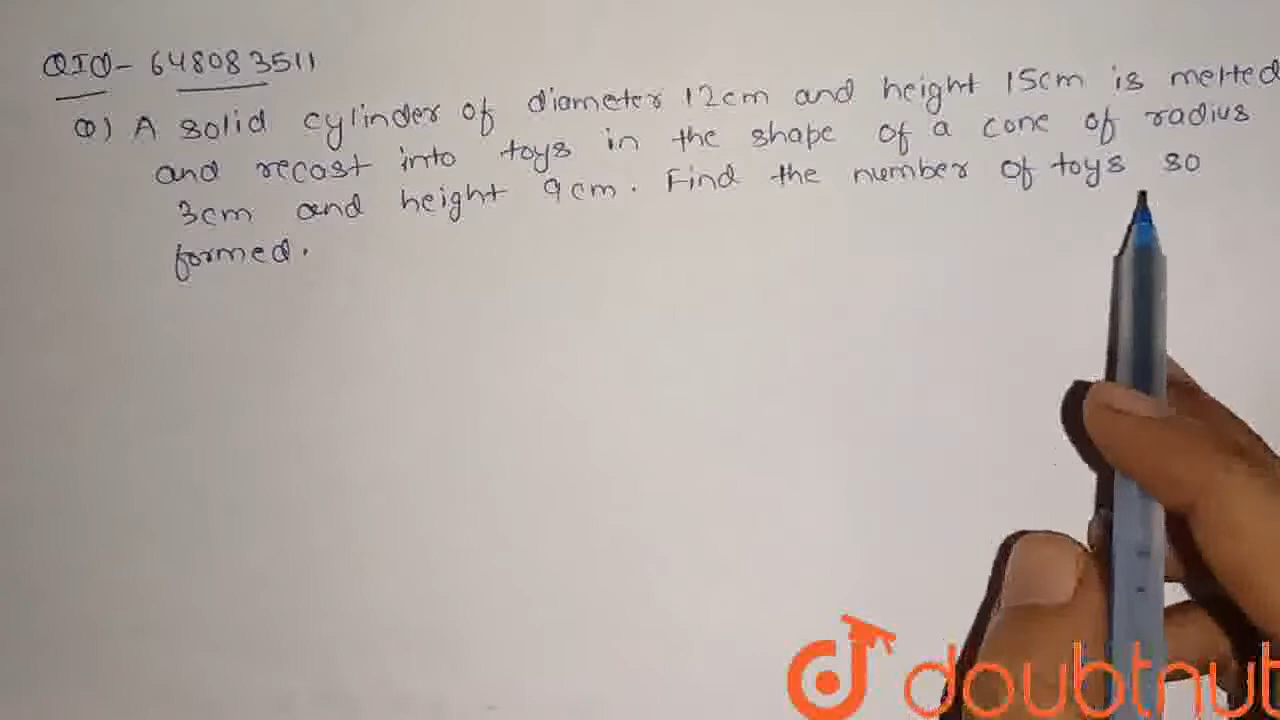 QID- 648083511
Q) A solid cylinder of diameter 12cm and height 15cm is melted
and recast into toys in the shape of a cone of radius
3cm and height 9cm. Find the number of toys so
formed.
doubtnut